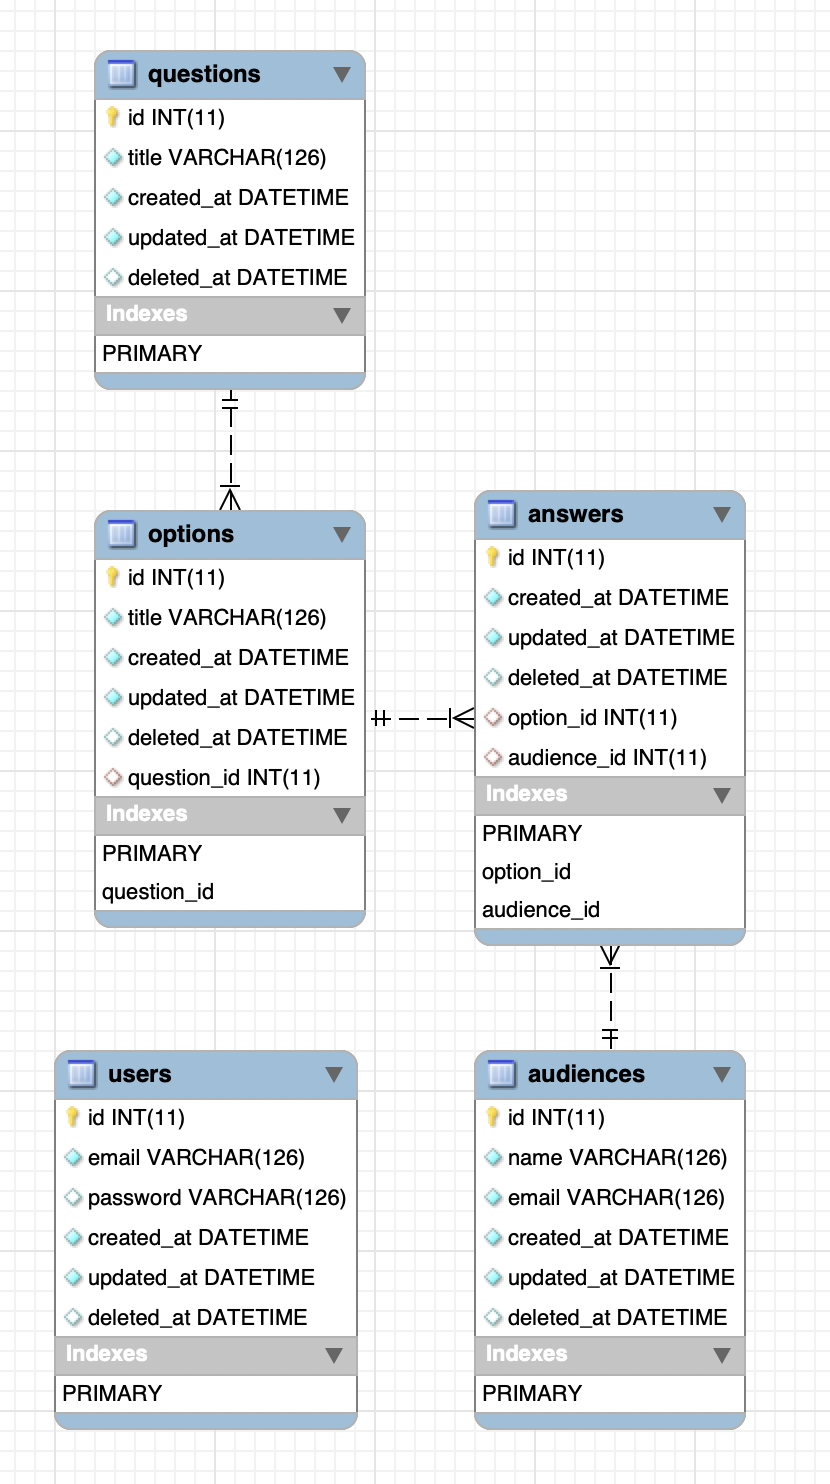 questions
id INT(11)
title VARCHAR(126)
created_at DATETIME
updated_at DATETIME
deleted_at DATETIME
Indexes
PRIMARY
options
id INT(11)
title VARCHAR(126)
created_at DATETIME
updated_at DATETIME
deleted_at DATETIME
question_id INT(11)
Indexes
PRIMARY
question_id
answers
id INT(11)
created_at DATETIME
updated_at DATETIME
deleted_at DATETIME
option_id INT(11)
audience_id INT(11)
Indexes
PRIMARY
option_id
audience_id
users
id INT(11)
email VARCHAR(126)
password VARCHAR(126)
created_at DATETIME
updated_at DATETIME
deleted_at DATETIME
Indexes
PRIMARY
audiences
id INT(11)
name VARCHAR(126)
email VARCHAR(126)
created_at DATETIME
updated_at DATETIME
deleted_at DATETIME
Indexes
PRIMARY